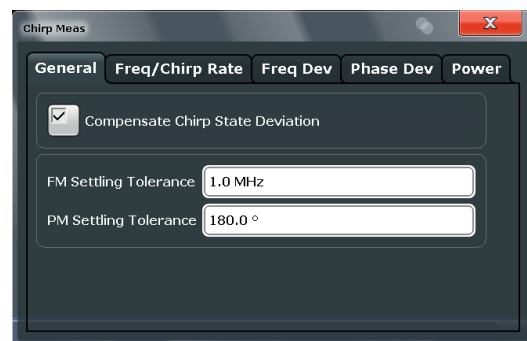 Chirp Meas
General Freq/Chirp Rate Freq Dev Phase Dev Power
Compensate Chirp State Deviation
FM Settling Tolerance 1.0 MHz
PM Settling Tolerance 180.0 °